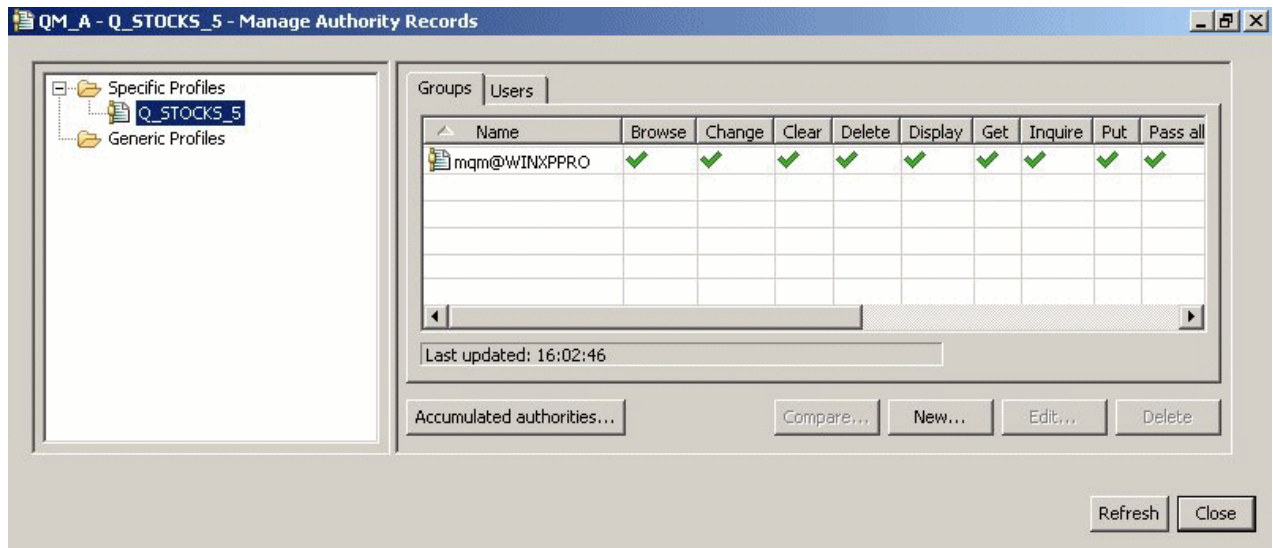 QM_A - Q_STOCKS_5 - Manage Authority Records
Specific Profiles
Q_STOCKS_5
Generic Profiles
Groups Users
Name Browse Change Clear Delete Display Get Inquire Put Pass all
mqm@WINXPPRO
Last updated: 16:02:46
Accumulated authorities... Compare... New... Edit... Delete
Refresh Close